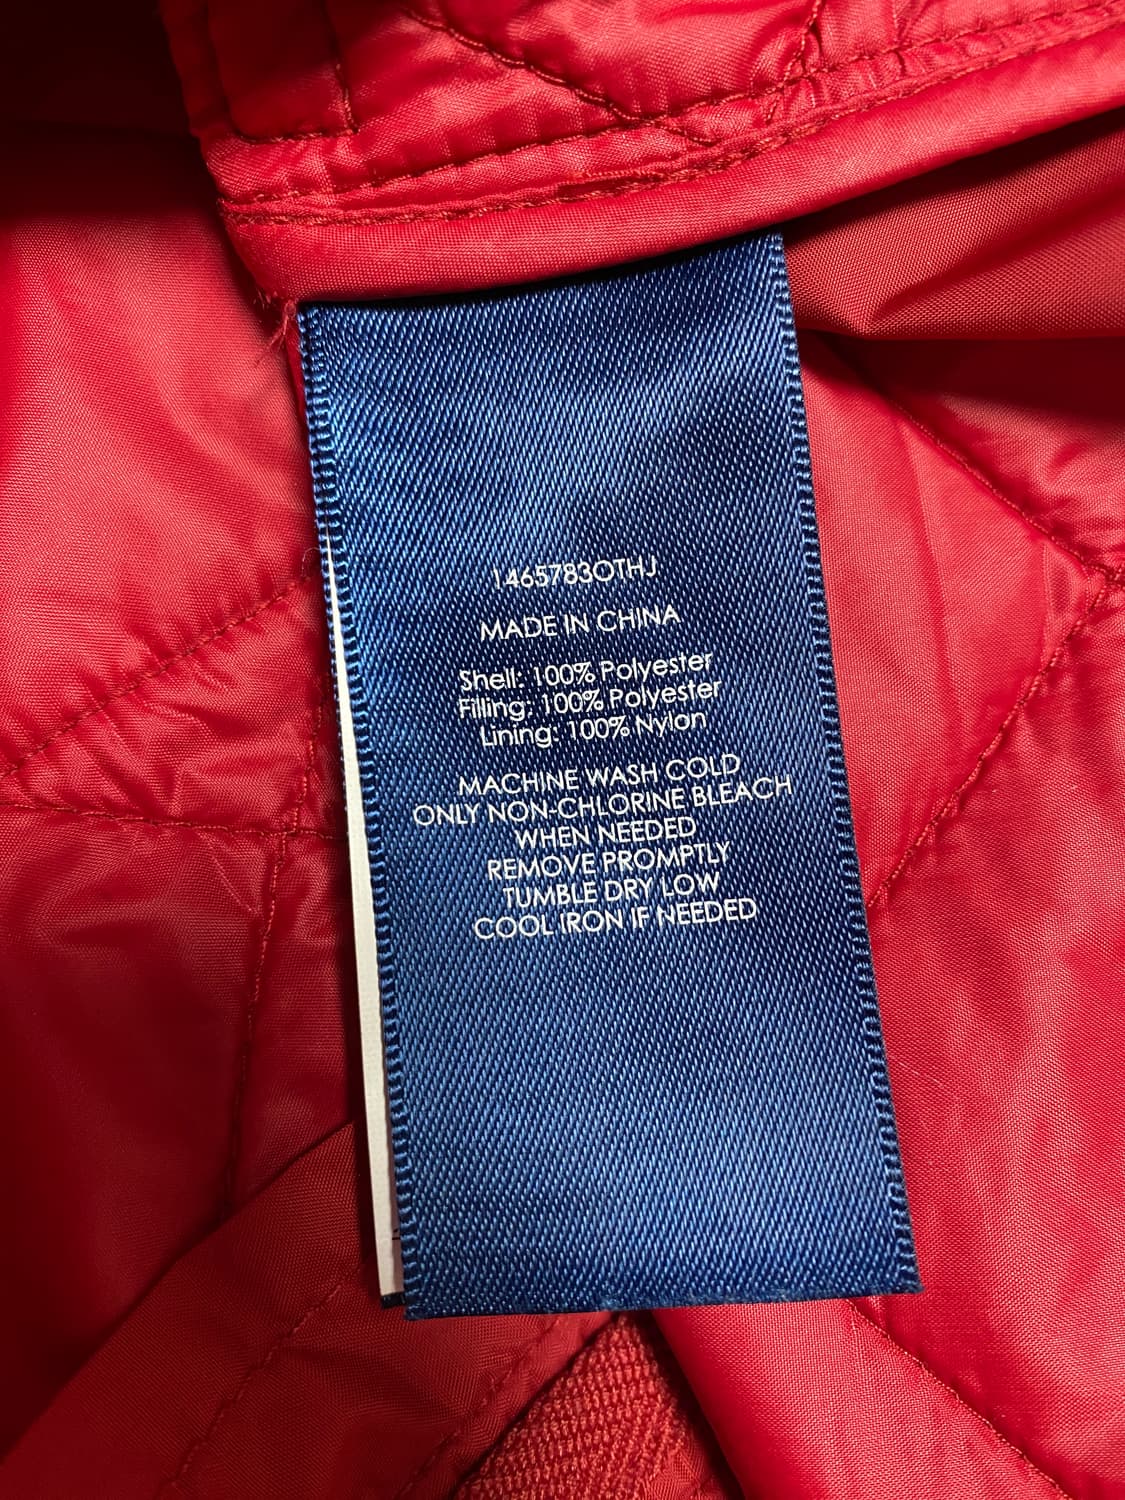 1465783OTHJ
MADE IN CHINA
Shell: 100% Polyester
Filling: 100% Polyester
Lining: 100% Nylon
MACHINE WASH COLD
ONLY NON-CHLORINE BLEACH
WHEN NEEDED
REMOVE PROMPTLY
TUMBLE DRY LOW
COOL IRON IF NEEDED